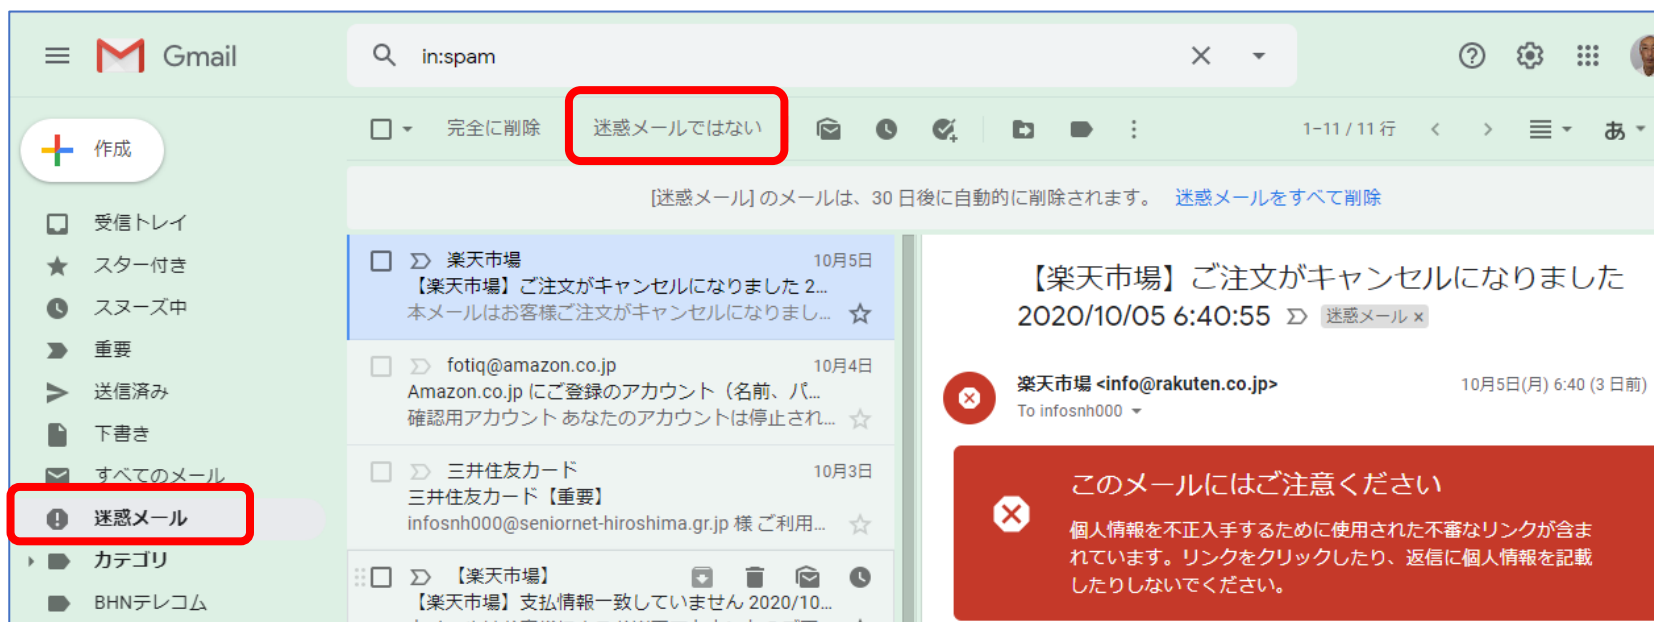 Gmail
in:spam
作成
完全に削除
迷惑メールではない
1–11 / 11 行
あ
[迷惑メール] のメールは、30 日後に自動的に削除されます。 迷惑メールをすべて削除
受信トレイ
スター付き
スヌーズ中
重要
送信済み
下書き
すべてのメール
迷惑メール
カテゴリ
BHNテレコム
楽天市場 10月5日
【楽天市場】ご注文がキャンセルになりました 2...
本メールはお客様ご注文がキャンセルになりまし...
fotiq@amazon.co.jp 10月4日
Amazon.co.jp にご登録のアカウント（名前、パ...
確認用アカウント あなたのアカウントは停止され...
三井住友カード 10月3日
三井住友カード【重要】
infosnh000@seniornet-hiroshima.gr.jp 様 ご利用...
【楽天市場】
【楽天市場】支払情報一致していません 2020/10...
【楽天市場】ご注文がキャンセルになりました
2020/10/05 6:40:55 迷惑メール ×
楽天市場 <info@rakuten.co.jp> 10月5日(月) 6:40 (3 日前)
To infosnh000
このメールにはご注意ください
個人情報を不正入手するために使用された不審なリンクが含ま
れています。リンクをクリックしたり、返信に個人情報を記載
したりしないでください。